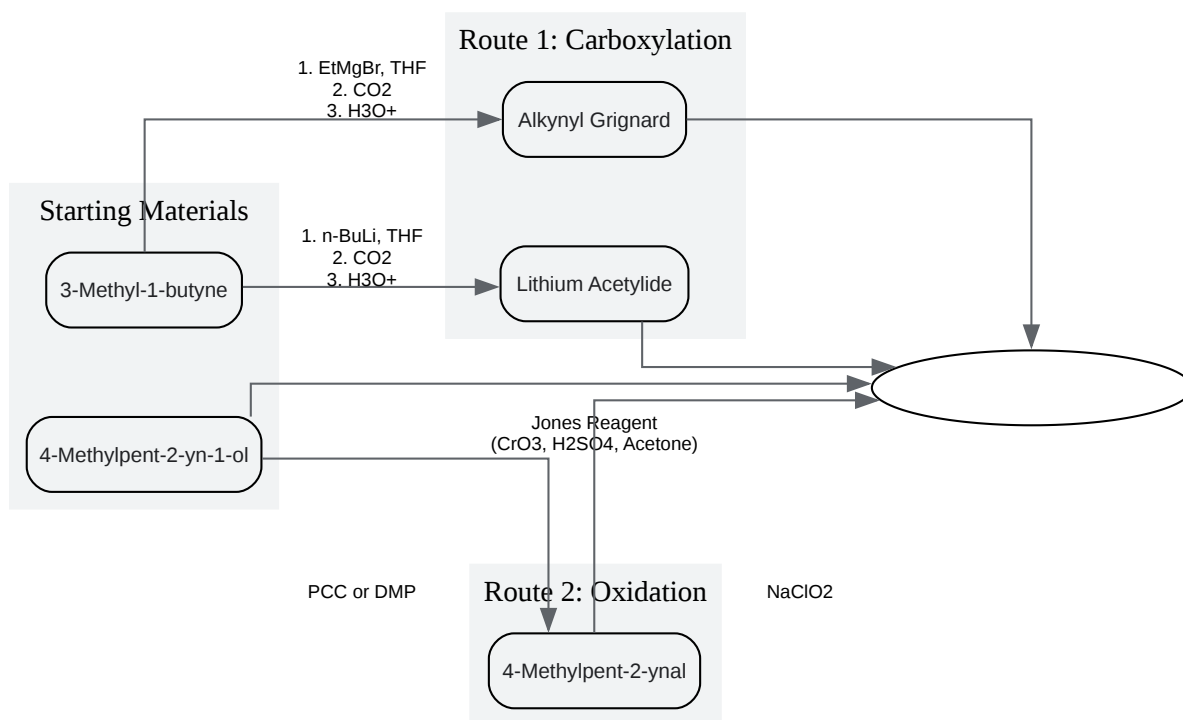 Route 1: Carboxylation
1. EtMgBr, THF
2. CO2
3. H3O+
Alkynyl Grignard
Starting Materials
1. n-BuLi, THF
2. CO2
3. H3O+
3-Methyl-1-butyne
Lithium Acetylide
Jones Reagent
(CrO3, H2SO4, Acetone)
4-Methylpent-2-yn-1-ol
PCC or DMP
Route 2: Oxidation
NaClO2
4-Methylpent-2-ynal